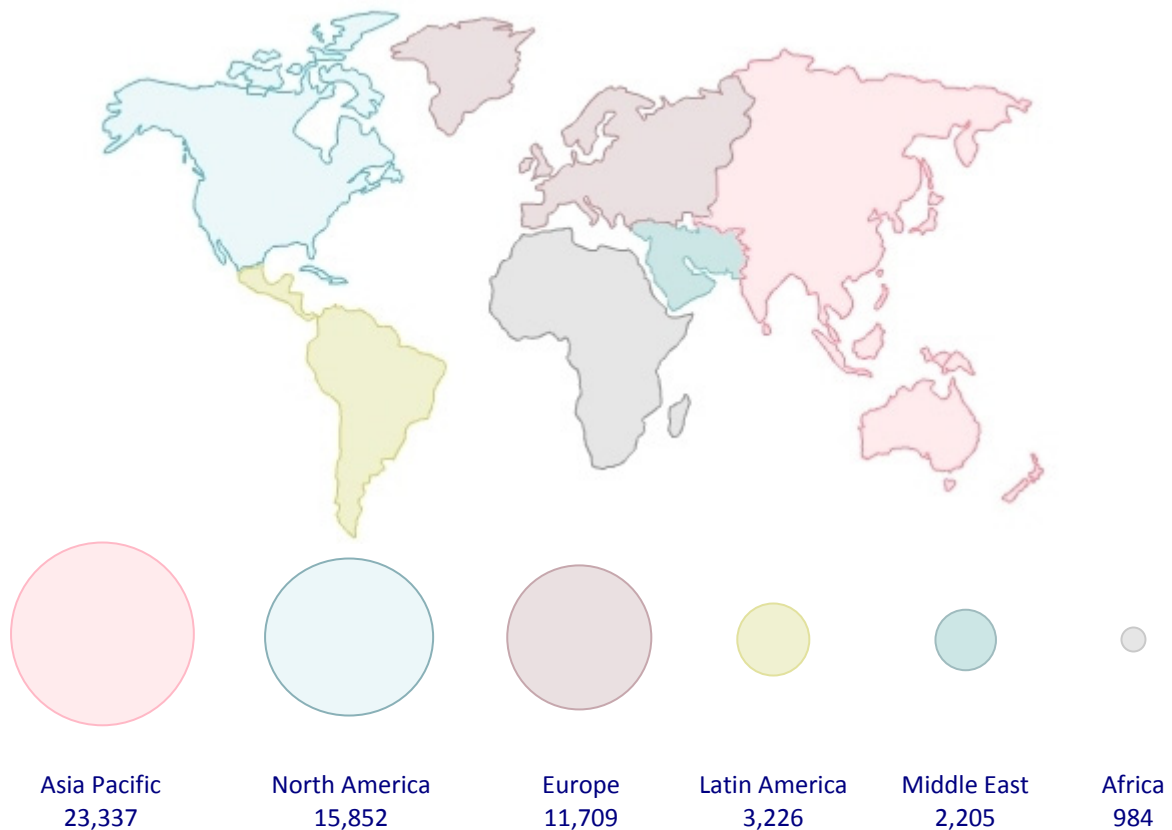 Asia Pacific
23,337
North America
15,852
Europe
11,709
Latin America
3,226
Middle East
2,205
Africa
984